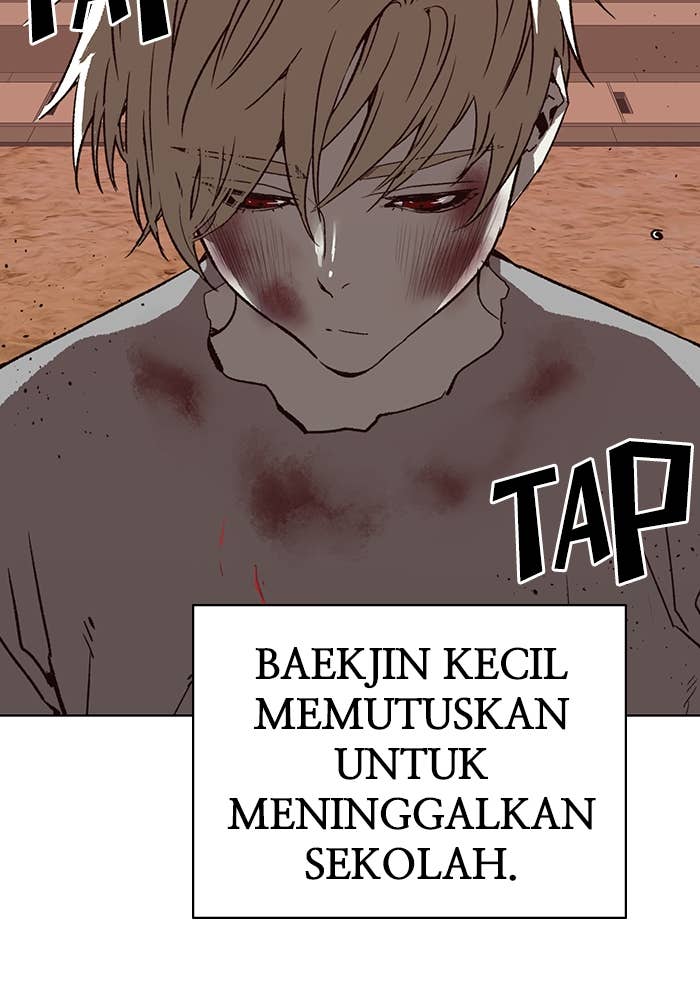 TAP
BAEKJIN KECIL
MEMUTUSKAN
UNTUK
MENINGGALKAN
SEKOLAH.